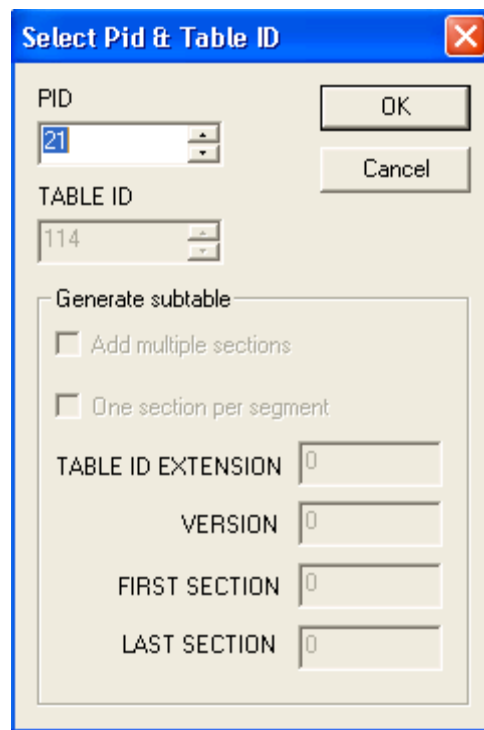 Select Pid & Table ID
PID
OK
21
Cancel
TABLE ID
114
Generate subtable
Add multiple sections
One section per segment
TABLE ID EXTENSION 0
VERSION 0
FIRST SECTION 0
LAST SECTION 0